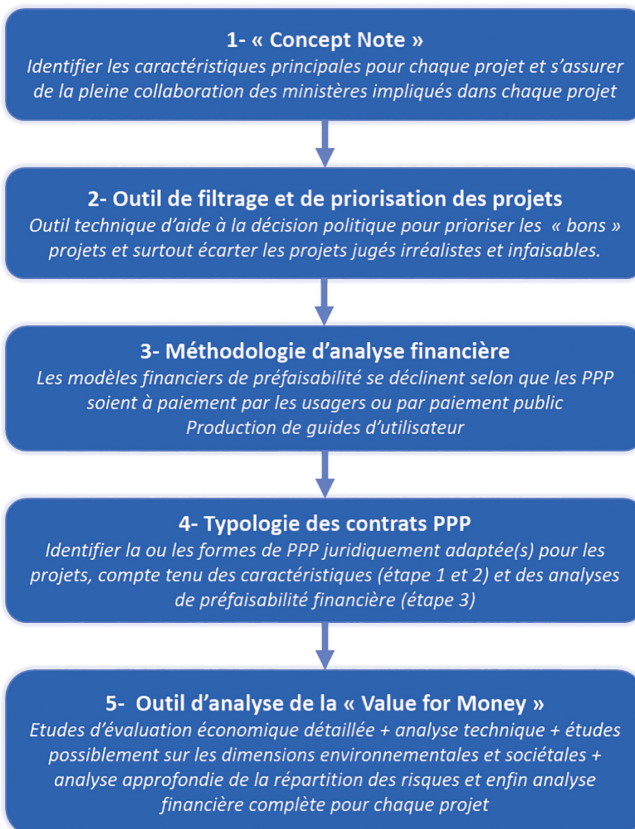 1- « Concept Note »
Identifier les caractéristiques principales pour chaque projet et s’assurer
de la pleine collaboration des ministères impliqués dans chaque projet
2- Outil de filtrage et de priorisation des projets
Outil technique d’aide à la décision politique pour prioriser les « bons »
projets et surtout écarter les projets jugés irréalistes et infaisables.
3- Méthodologie d’analyse financière
Les modèles financiers de préfaisabilité se déclinent selon que les PPP
soient à paiement par les usagers ou par paiement public
Production de guides d’utilisateur
4- Typologie des contrats PPP
Identifier la ou les formes de PPP juridiquement adaptée(s) pour les
projets, compte tenu des caractéristiques (étape 1 et 2) et des analyses
de préfaisabilité financière (étape 3)
5- Outil d’analyse de la « Value for Money »
Etudes d’évaluation économique détaillée + analyse technique + études
possiblement sur les dimensions environnementales et sociétales +
analyse approfondie de la répartition des risques et enfin analyse
financière complète pour chaque projet